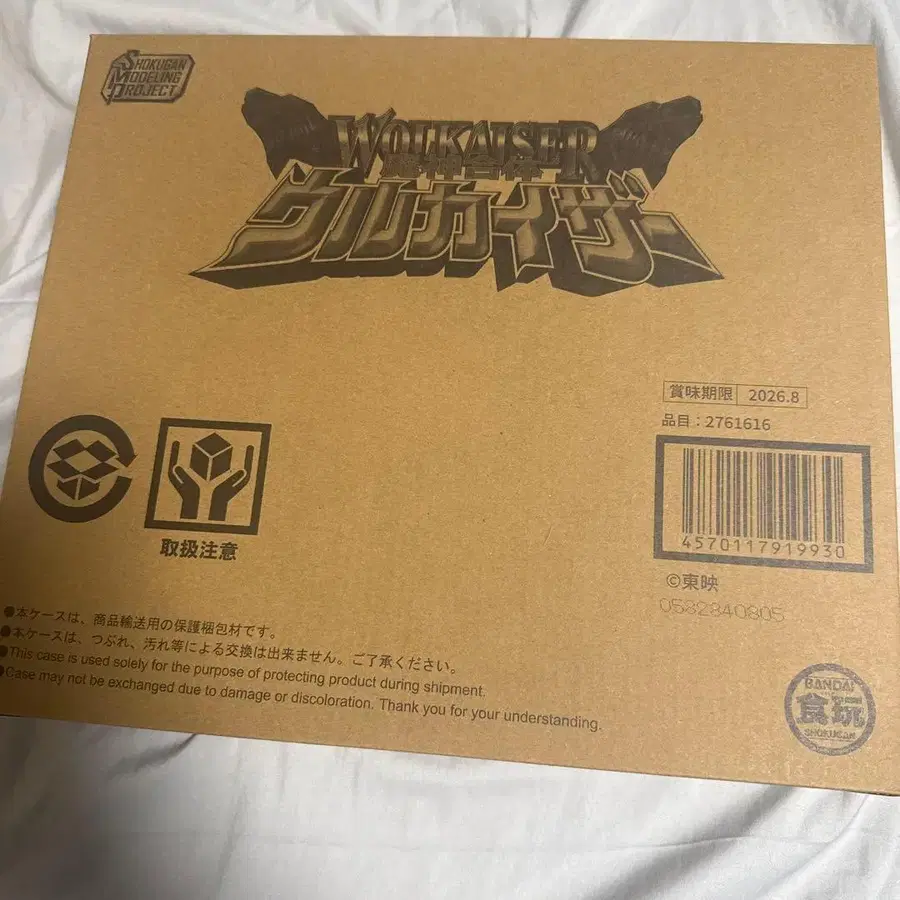 SHOKUGAN
MODELING
PROJECT
WOLKAISER
魔神合体
ウルカイザー
賞味期限 2026.8
品目：2761616
4570117919930
©東映
0582840805
取扱注意
●本ケースは、商品輸送用の保護梱包材です。
●本ケースは、つぶれ、汚れ等による交換は出来ません。ご了承ください。
●This case is used solely for the purpose of protecting product during shipment.
●Case may not be exchanged due to damage or discoloration. Thank you for your understanding.
BANDAI
食玩
SHOKUGAN